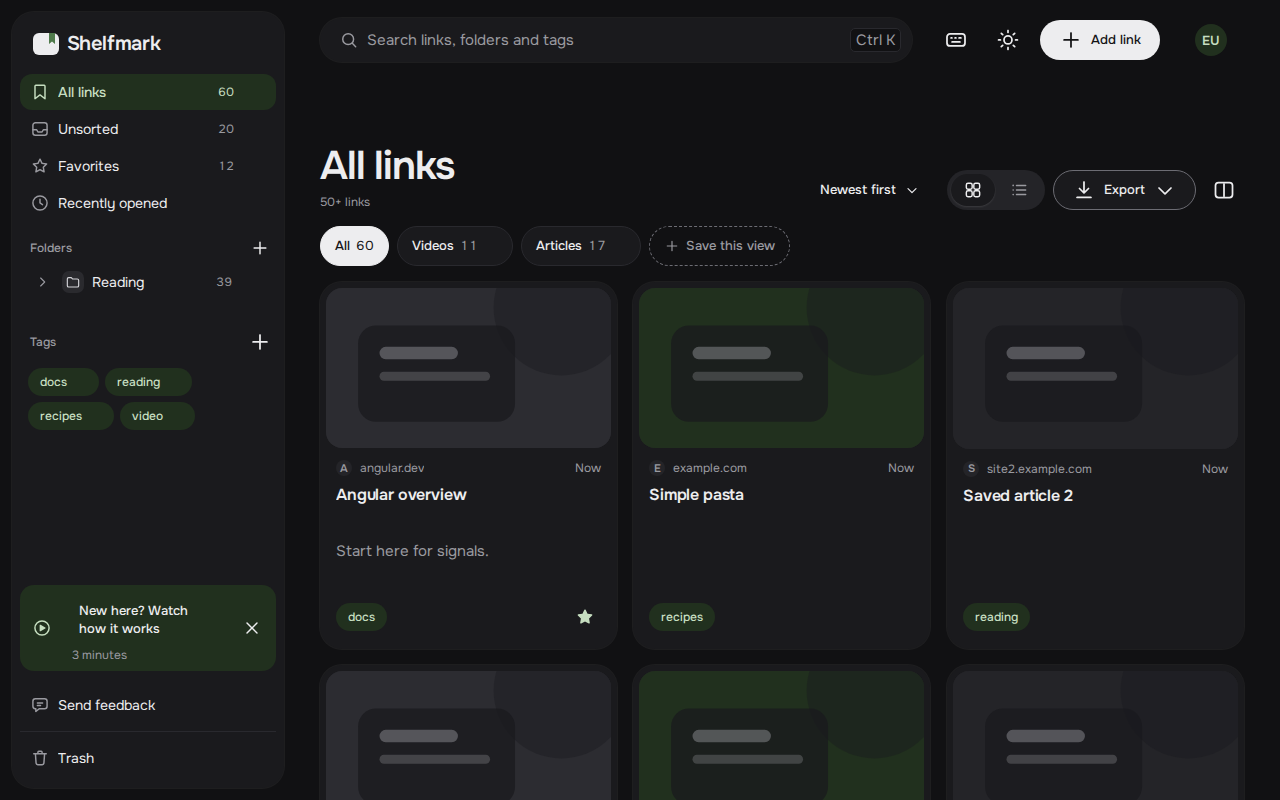 Shelfmark
All links 60
Unsorted 20
Favorites 12
Recently opened
Folders
Reading 39
Tags
docs reading
recipes video
New here? Watch
how it works
3 minutes
Send feedback
Trash
Search links, folders and tags Ctrl K
Add link
EU
All links
50+ links
Newest first
Export
All 60 Videos 11 Articles 17 Save this view
A angular.dev Now
Angular overview
Start here for signals.
docs
E example.com Now
Simple pasta
recipes
S site2.example.com Now
Saved article 2
reading